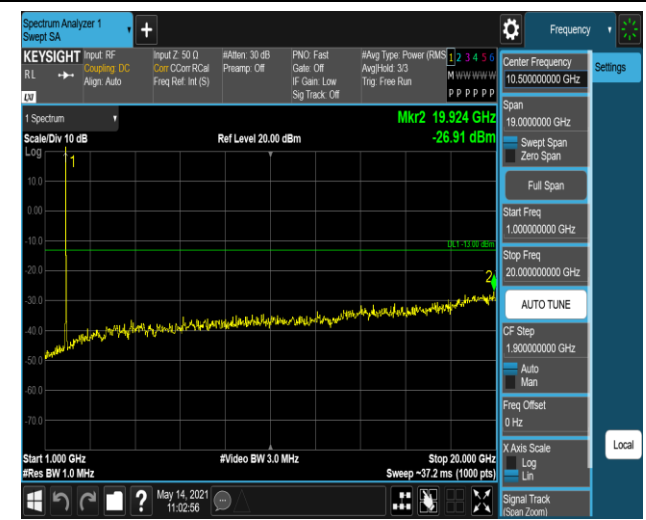 Spectrum Analyzer 1
Swept SA
+
Frequency
KEYSIGHT
RL
LXI
Input: RF
Coupling: DC
Align: Auto
Input Z: 50 Ω
Corr CCorr RCal
Freq Ref: Int (S)
#Atten: 30 dB
Preamp: Off
PNO: Fast
Gate: Off
IF Gain: Low
Sig Track: Off
#Avg Type: Power (RMS
Avg|Hold: 3/3
Trig: Free Run
1 2 3 4 5 6
M W W W W W
P P P P P P
1 Spectrum
Mkr2 19.924 GHz
-26.91 dBm
Scale/Div 10 dB
Ref Level 20.00 dBm
Log
1
10.0
0.00
-10.0
DL1 -13.00 dBm
-20.0
2
-30.0
-40.0
-50.0
-60.0
-70.0
Start 1.000 GHz
#Video BW 3.0 MHz
Stop 20.000 GHz
#Res BW 1.0 MHz
Sweep ~37.2 ms (1000 pts)
?
May 14, 2021
11:02:56
Center Frequency
10.500000000 GHz
Settings
Span
19.0000000 GHz
Swept Span
Zero Span
Full Span
Start Freq
1.000000000 GHz
Stop Freq
20.000000000 GHz
AUTO TUNE
CF Step
1.900000000 GHz
Auto
Man
Freq Offset
0 Hz
X Axis Scale
Log
Lin
Local
Signal Track
(Span Zoom)